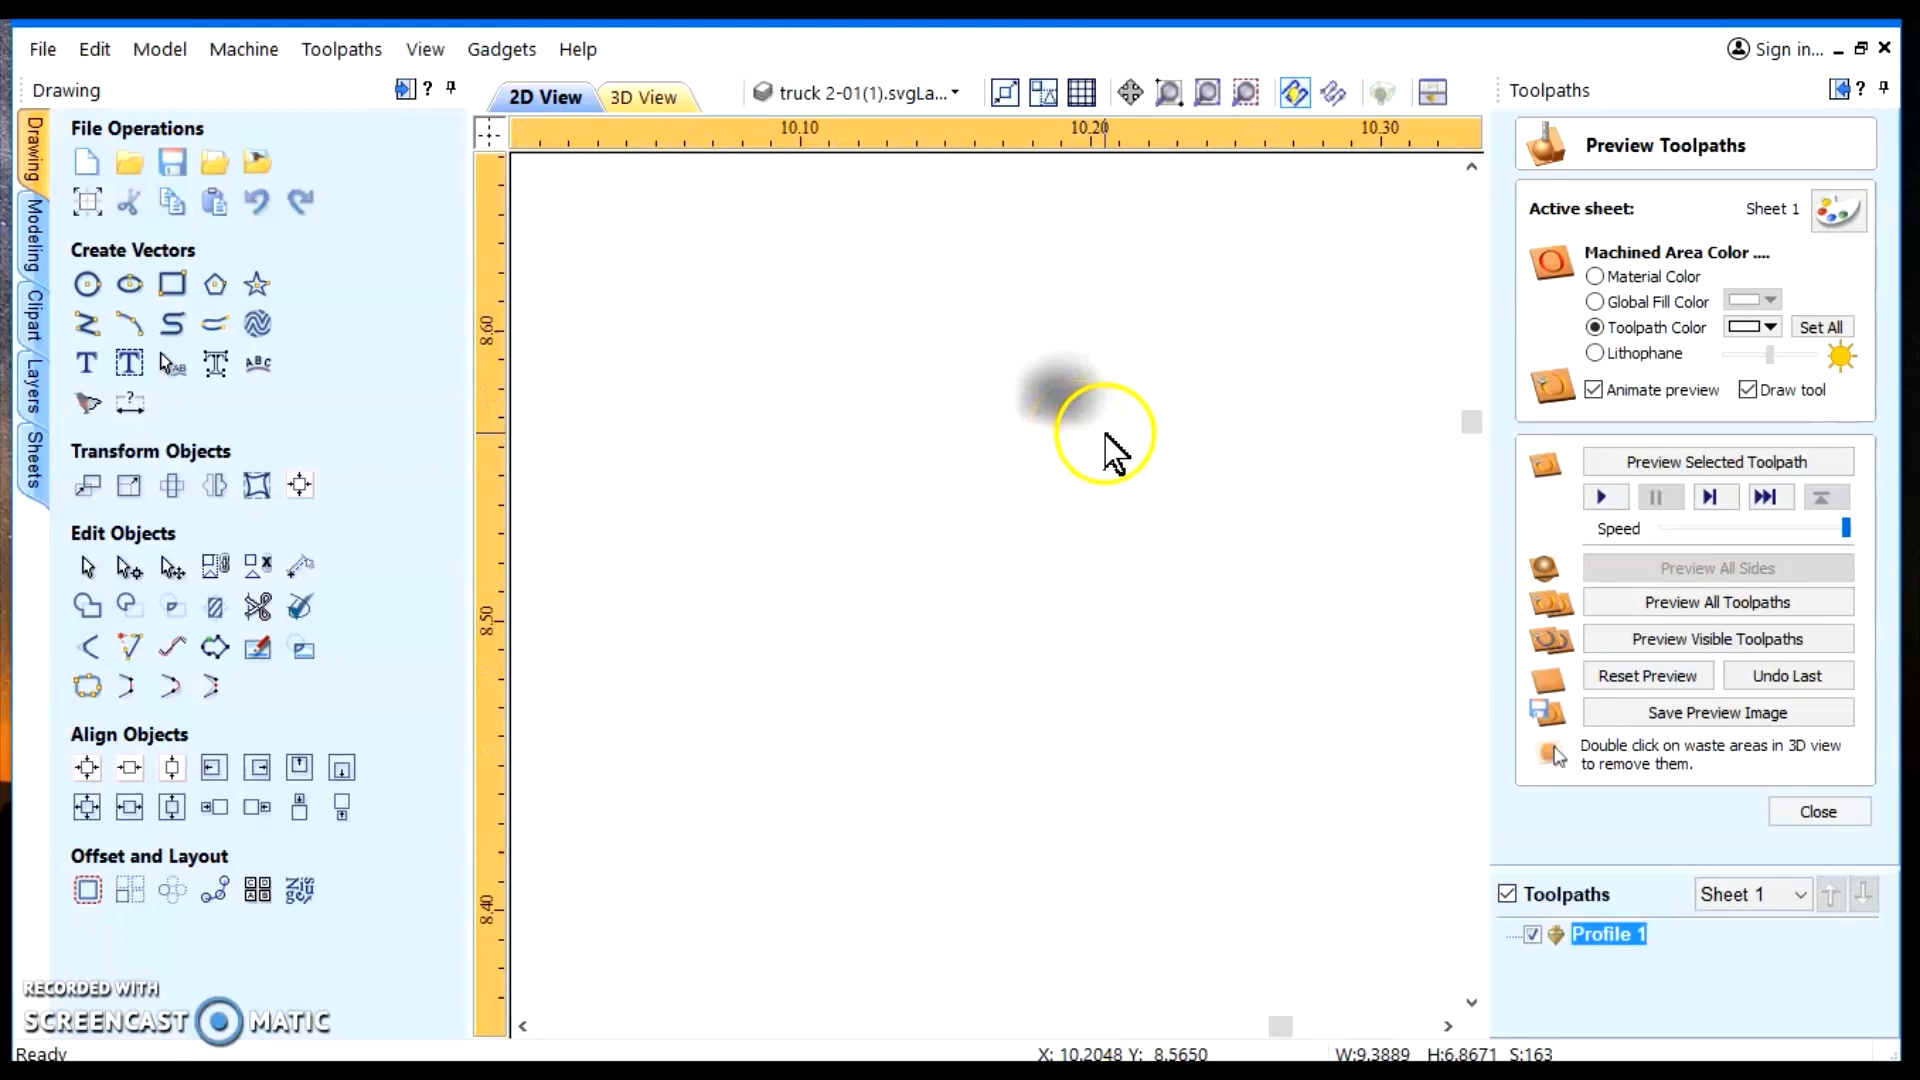 File Edit Model Machine Toolpaths View Gadgets Help
Sign in...
Drawing
2D View
3D View
truck 2-01(1).svgLa...
Toolpaths
Drawing
Modeling
Clipart
Layers
Sheets
File Operations
Create Vectors
Transform Objects
Edit Objects
Align Objects
Offset and Layout
10.10 10.20 10.30
8.60
8.50
8.40
Preview Toolpaths
Active sheet: Sheet 1
Machined Area Color ....
Material Color
Global Fill Color
Toolpath Color Set All
Lithophane
Animate preview Draw tool
Preview Selected Toolpath
Speed
Preview All Sides
Preview All Toolpaths
Preview Visible Toolpaths
Reset Preview Undo Last
Save Preview Image
Double click on waste areas in 3D view
to remove them.
Close
Toolpaths Sheet 1
Profile 1
RECORDED WITH
SCREENCAST MATIC
Ready
X: 10.2048 Y: 8.5650
W:9.3889 H:6.8671 S:163